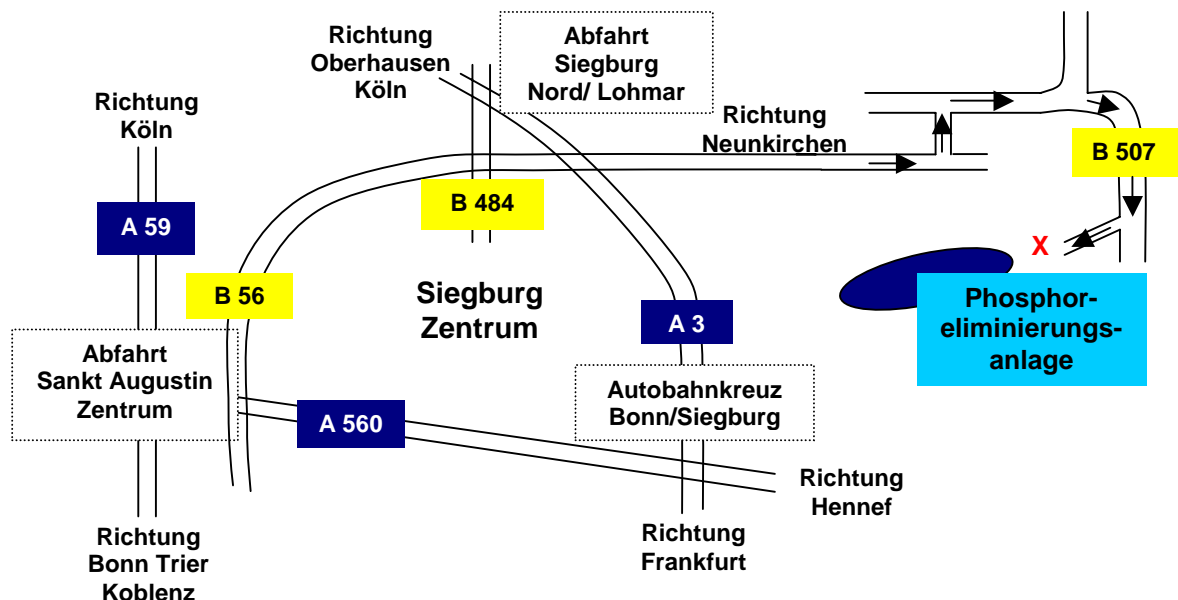 Richtung
Oberhausen
Köln
Abfahrt
Siegburg
Nord/ Lohmar
Richtung
Köln
Richtung
Neunkirchen
B 507
B 484
A 59
X
B 56
Siegburg
Zentrum
A 3
Phosphor-
eliminierungs-
anlage
Abfahrt
Sankt Augustin
Zentrum
Autobahnkreuz
Bonn/Siegburg
A 560
Richtung
Hennef
Richtung
Bonn Trier
Koblenz
Richtung
Frankfurt